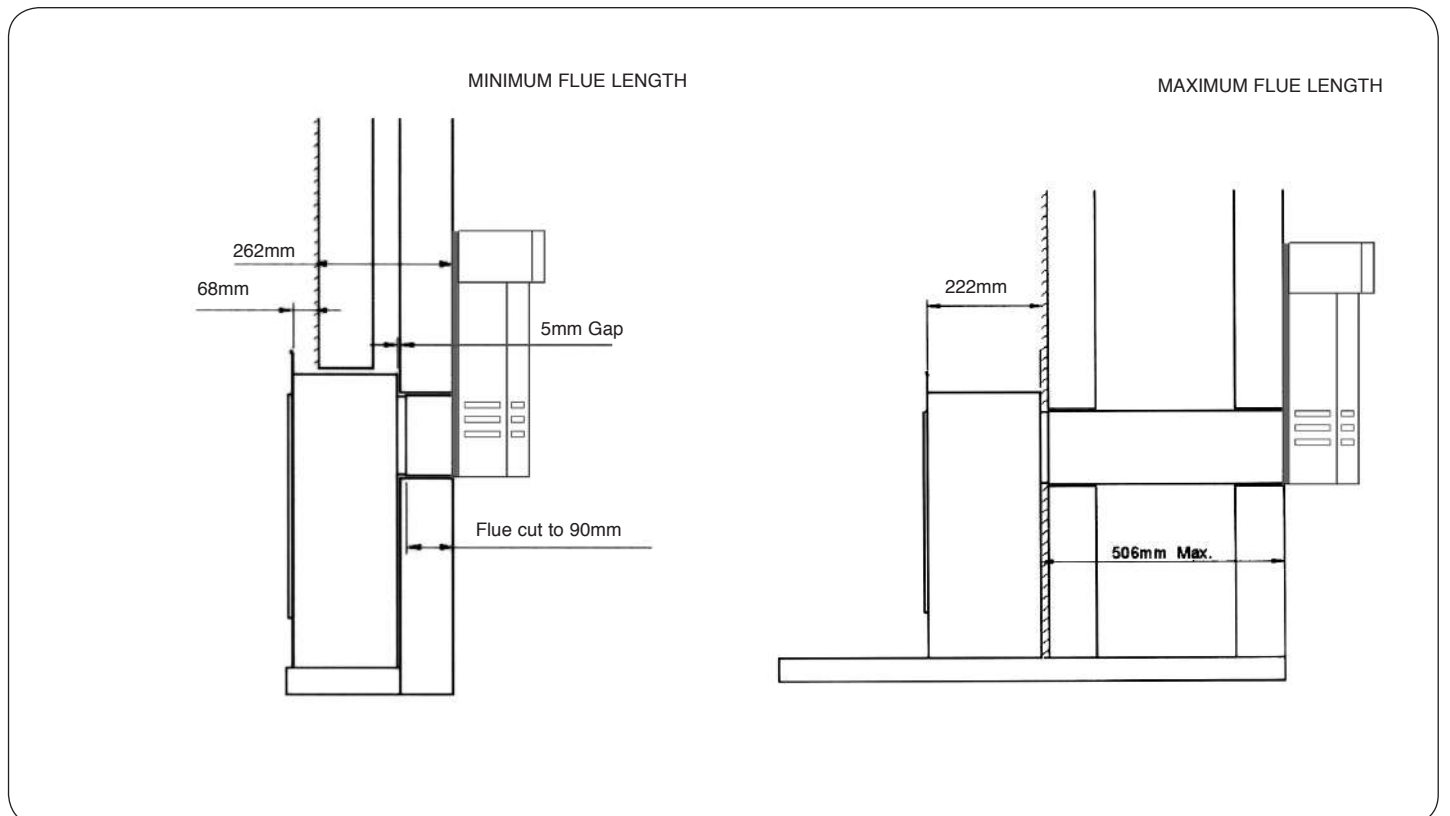 MINIMUM FLUE LENGTH
262mm
68mm
5mm Gap
Flue cut to 90mm
MAXIMUM FLUE LENGTH
222mm
506mm Max.